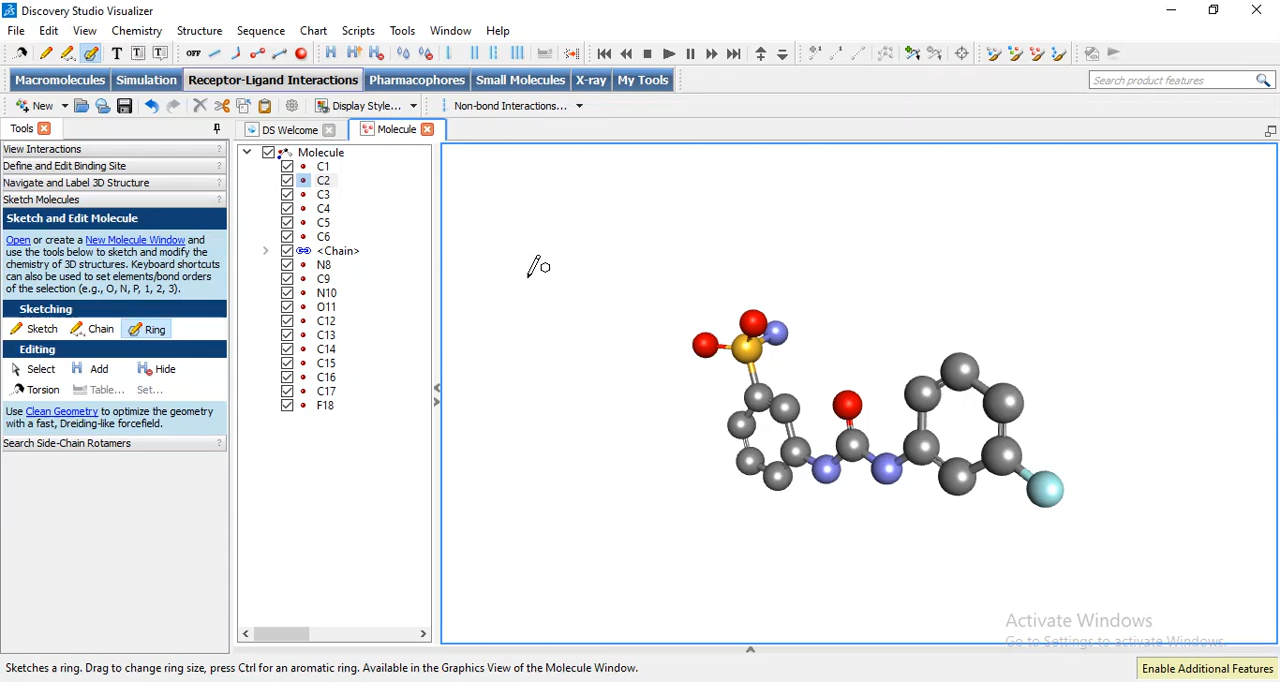 Discovery Studio Visualizer
File Edit View Chemistry Structure Sequence Chart Scripts Tools Window Help
T T T OFF H H H
Macromolecules Simulation Receptor-Ligand Interactions Pharmacophores Small Molecules X-ray My Tools Search product features
New Display Style... Non-bond Interactions...
Tools DS Welcome Molecule
View Interactions ?
Define and Edit Binding Site ?
Navigate and Label 3D Structure ?
Sketch Molecules ?
Sketch and Edit Molecule
Open or create a New Molecule Window and
use the tools below to sketch and modify the
chemistry of 3D structures. Keyboard shortcuts
can also be used to set elements/bond orders
of the selection (e.g., O, N, P, 1, 2, 3).
Sketching
Sketch Chain Ring
Editing
Select H Add H Hide
Torsion Table... Set...
Use Clean Geometry to optimize the geometry
with a fast, Dreiding-like forcefield.
Search Side-Chain Rotamers ?
Molecule
C1
C2
C3
C4
C5
C6
<Chain>
N8
C9
N10
O11
C12
C13
C14
C15
C16
C17
F18
Activate Windows
Go to Settings to activate Windows.
Sketches a ring. Drag to change ring size, press Ctrl for an aromatic ring. Available in the Graphics View of the Molecule Window.
Enable Additional Features